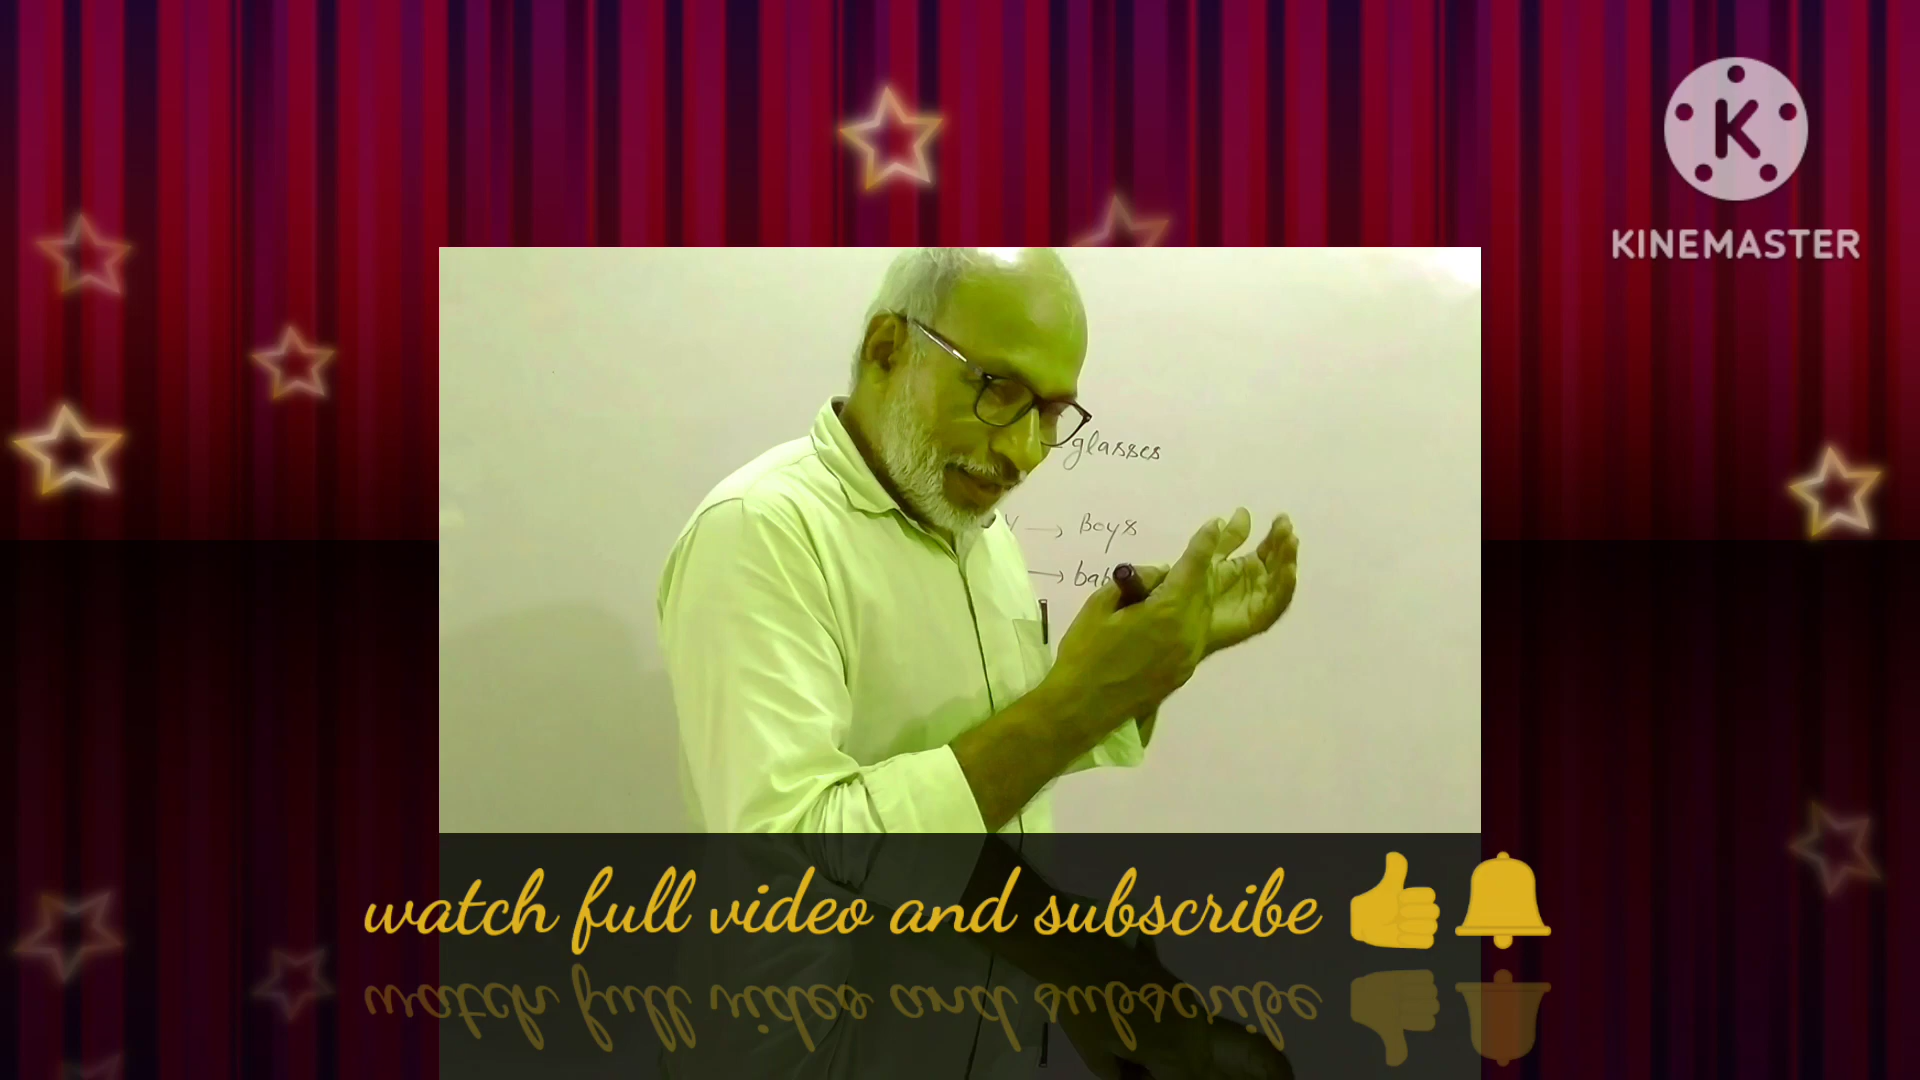 K
KINEMASTER
glasses
→ Boys
→
watch full video and subscribe 👍🔔